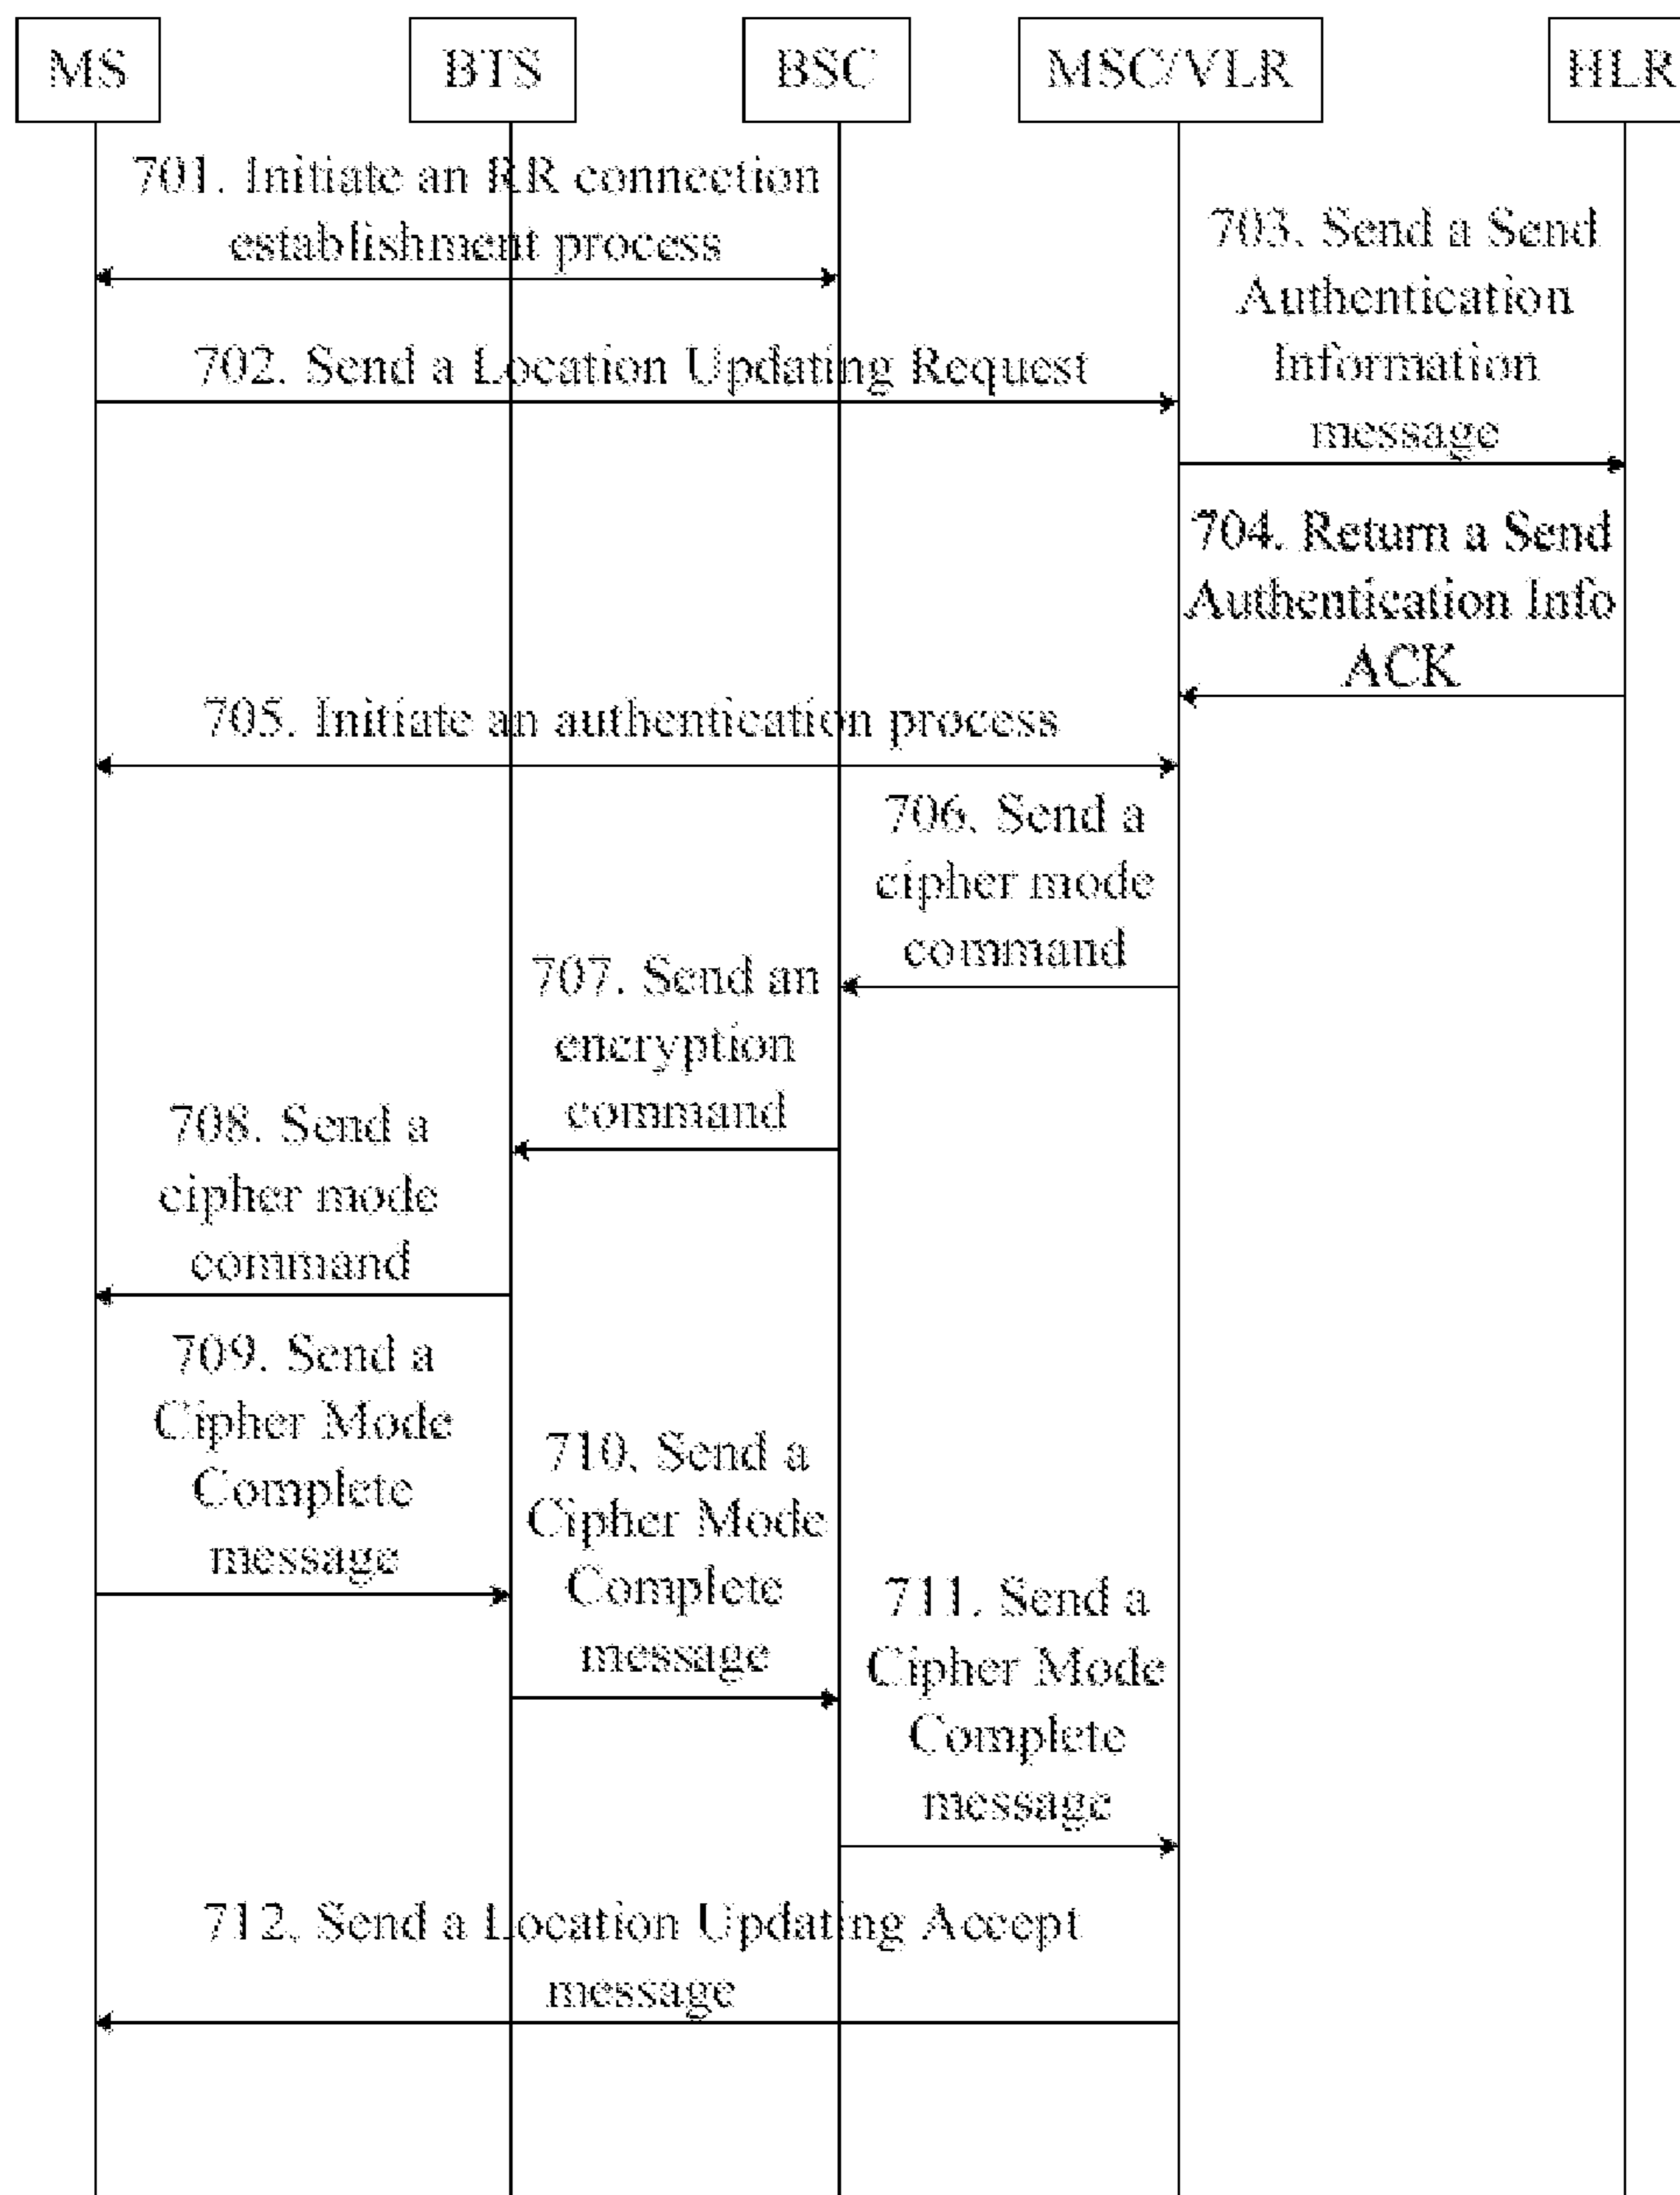 MS
BTS
BSC
MSC/VLR
HLR
701. Initiate an RR connection
establishment process
702. Send a Location Updating Request
703. Send a Send
Authentication
Information
message
704. Return a Send
Authentication Info
ACK
705. Initiate an authentication process
706. Send a
cipher mode
command
707. Send an
encryption
command
708. Send a
cipher mode
command
709. Send a
Cipher Mode
Complete
message
710. Send a
Cipher Mode
Complete
message
711. Send a
Cipher Mode
Complete
message
712. Send a Location Updating Accept
message